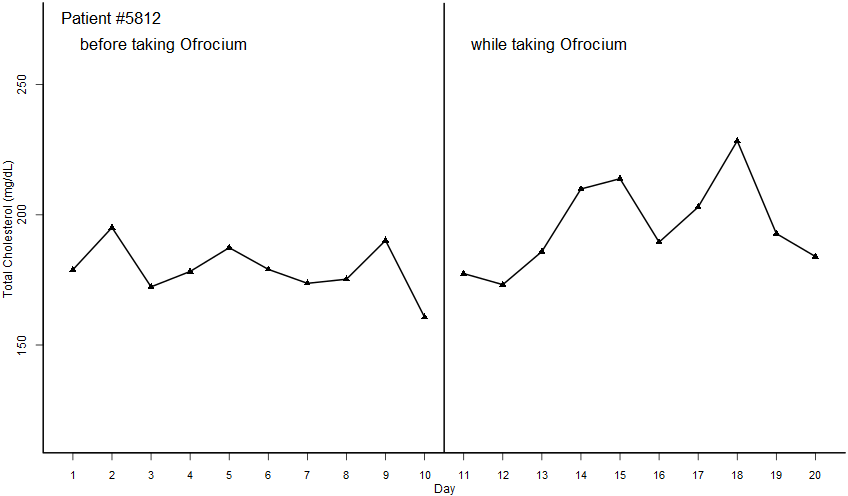 Patient #5812
before taking Ofrocium
while taking Ofrocium
Total Cholesterol (mg/dL)
250
200
150
1 2 3 4 5 6 7 8 9 10 11 12 13 14 15 16 17 18 19 20
Day